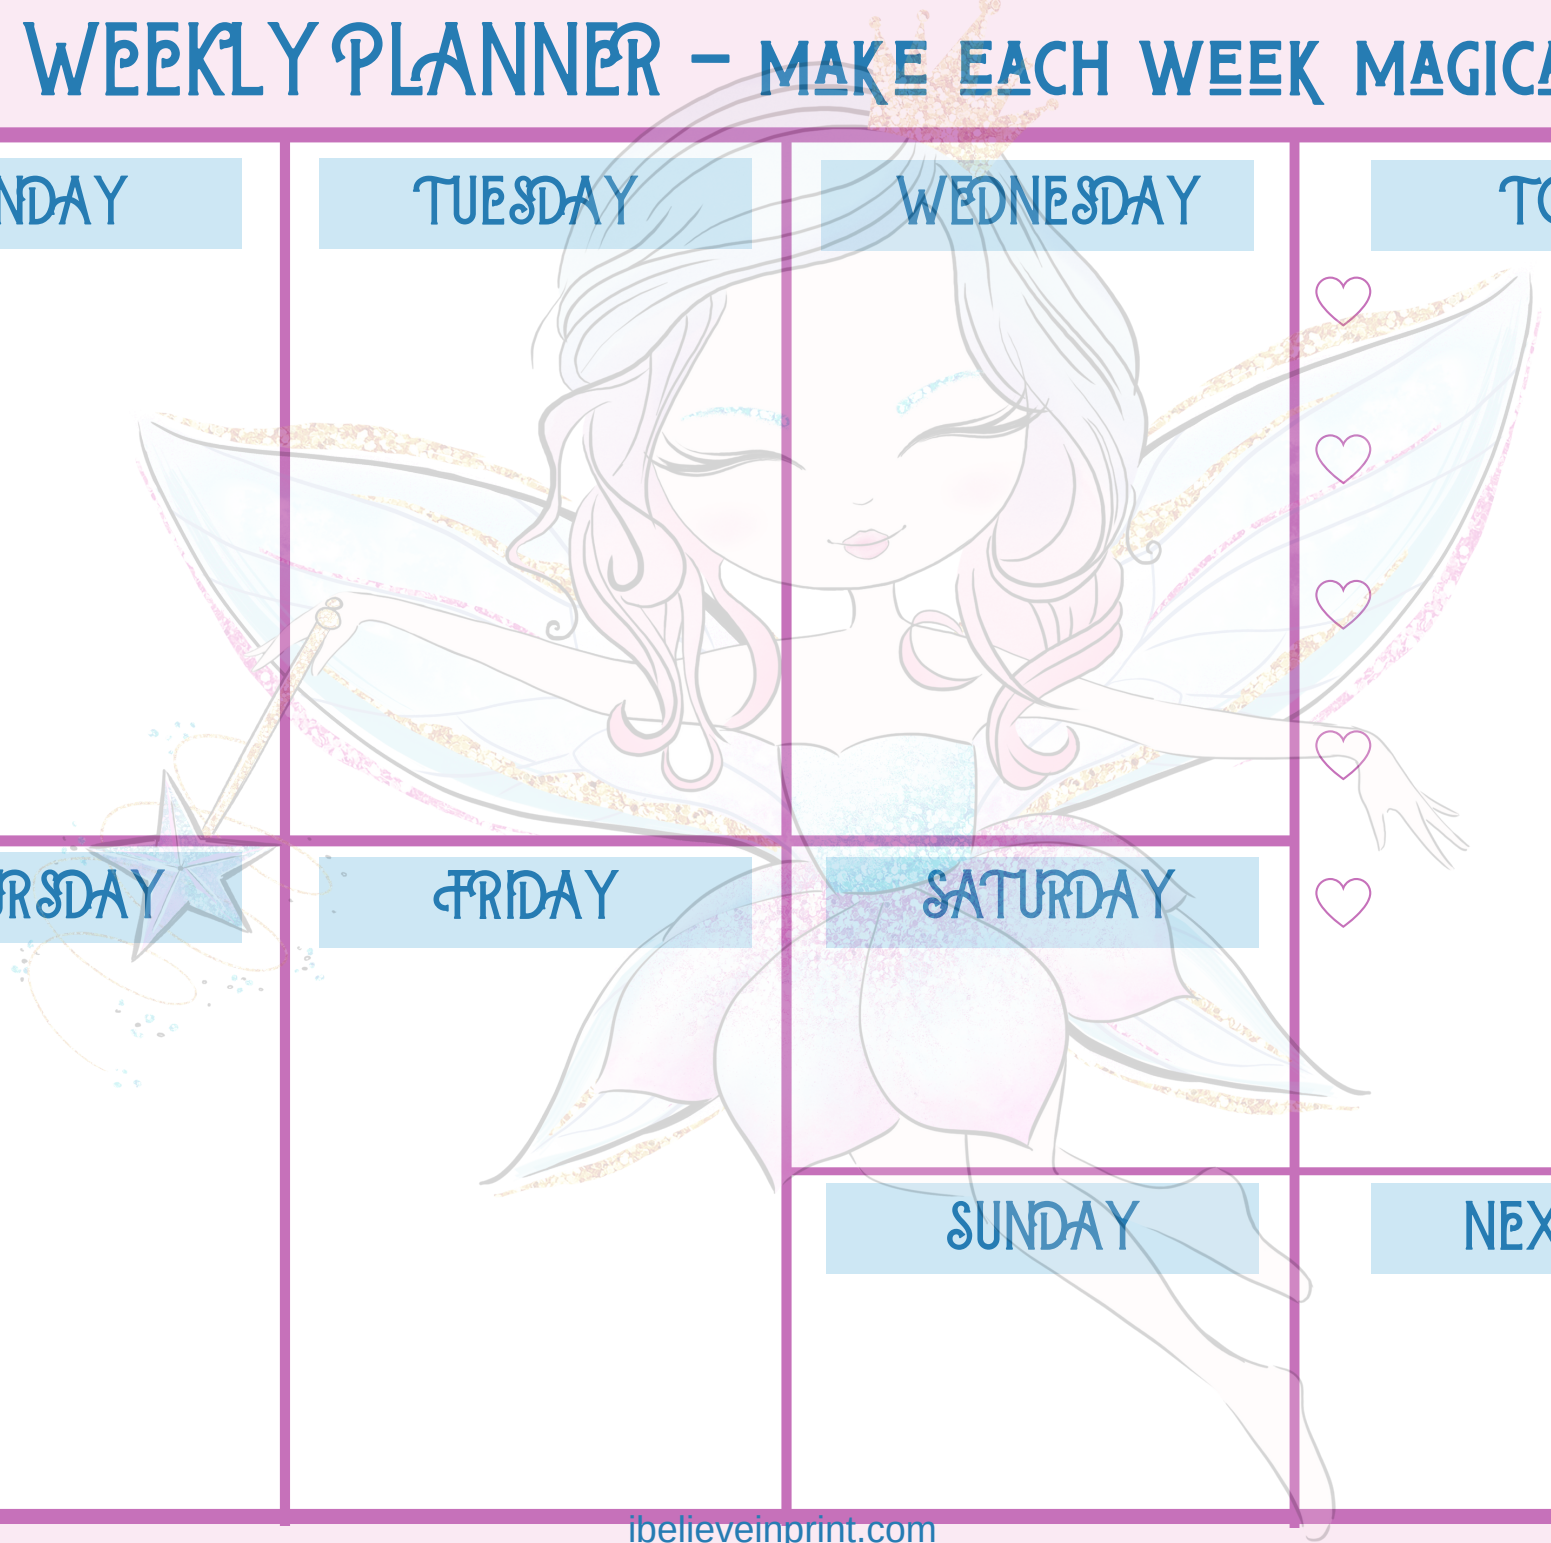 WEEKLY PLANNER - MAKE EACH WEEK MAGICA
NDAY TUESDAY WEDNESDAY TO
RSDAY FRIDAY SATURDAY
SUNDAY NEX
ibelieveinprint.com